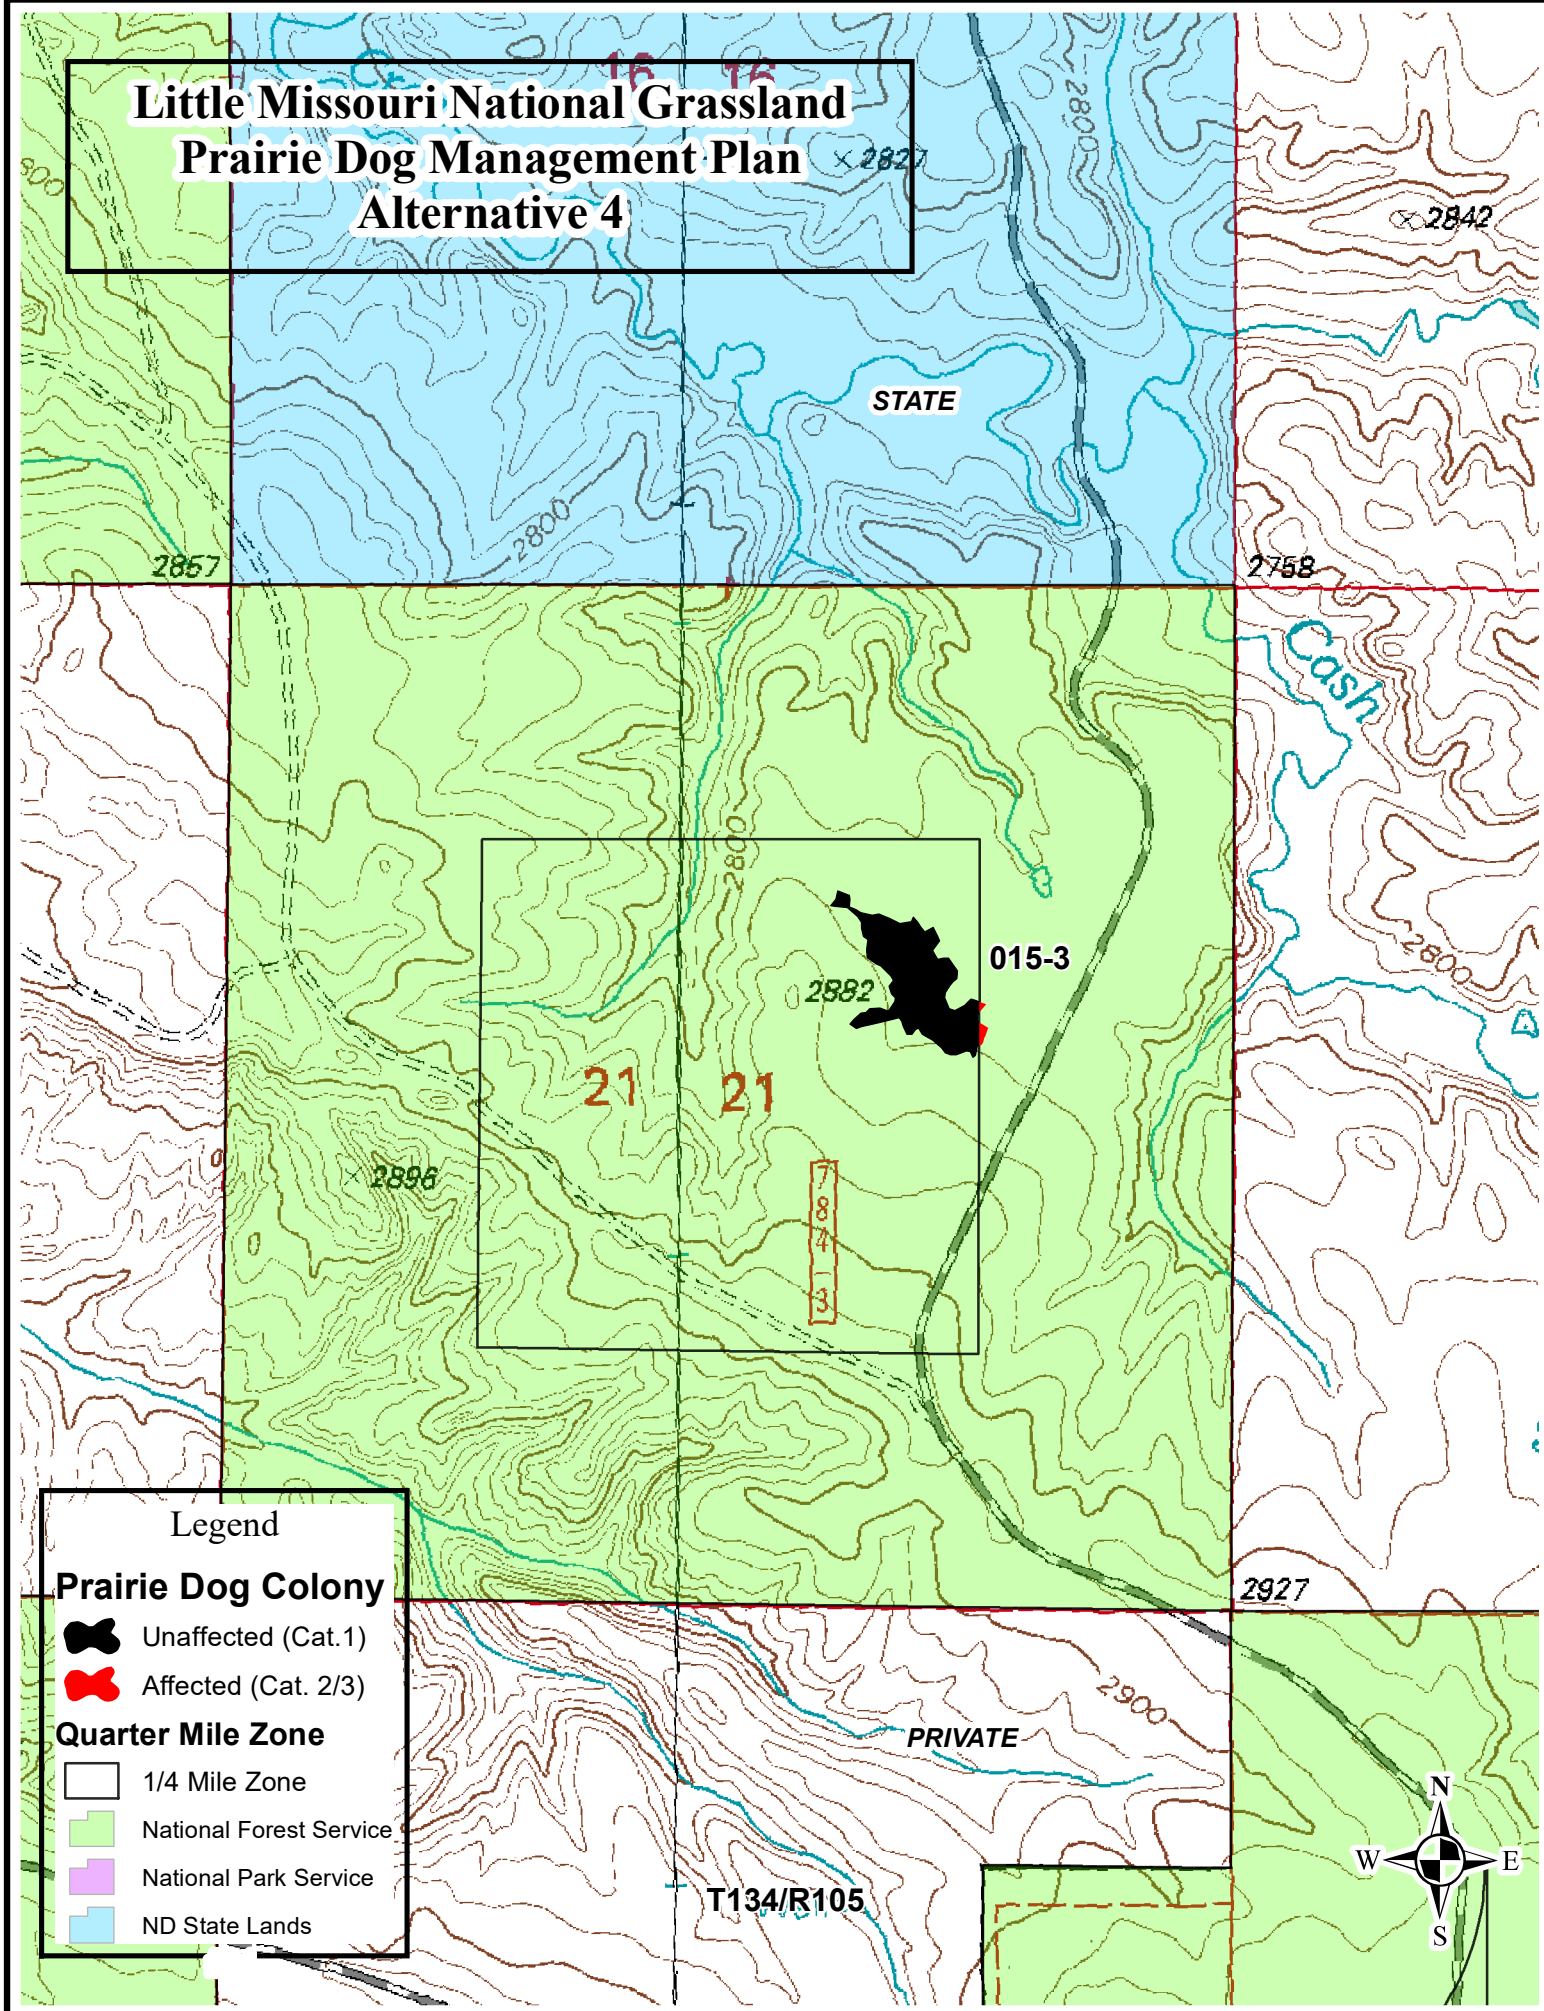 16 16
Little Missouri National Grassland
Prairie Dog Management Plan
Alternative 4
2827
2800
800
2842
STATE
2800
2857
2758
Cash
2800
015-3
2882
2800
21 21
2896
7
8
4
3
2927
2900
PRIVATE
T134/R105
Legend
Prairie Dog Colony
Unaffected (Cat.1)
Affected (Cat. 2/3)
Quarter Mile Zone
1/4 Mile Zone
National Forest Service
National Park Service
ND State Lands
N
W E
S